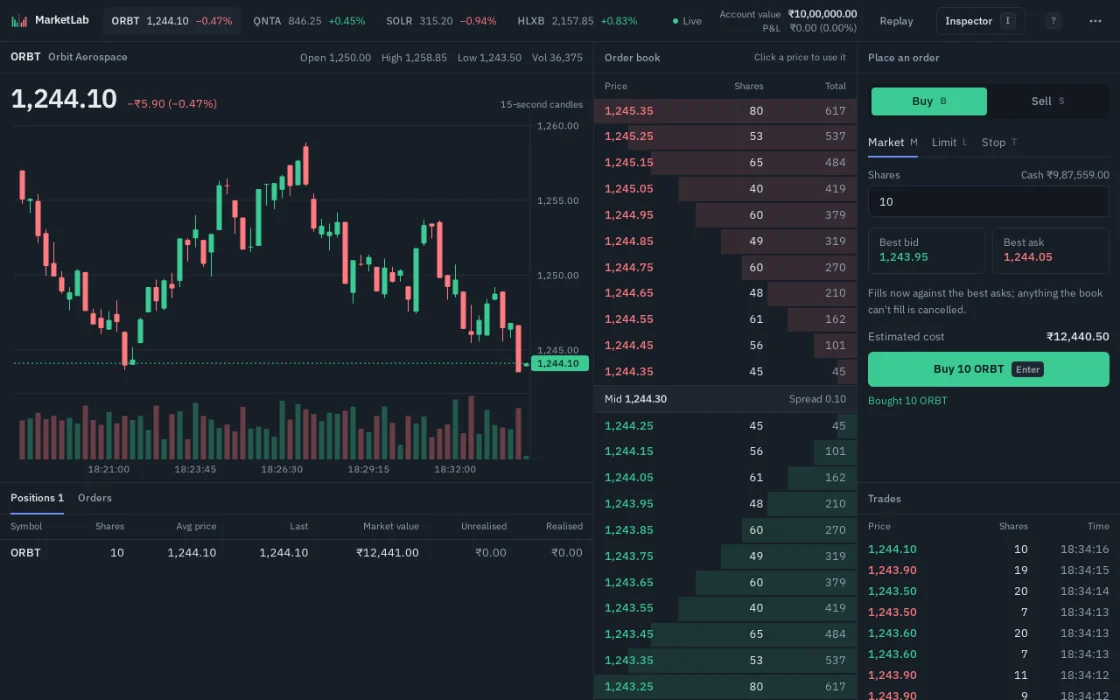 MarketLab ORBT 1,244.10 −0.47% QNTA 846.25 +0.45% SOLR 315.20 −0.94% HLXB 2,157.85 +0.83% Live Account value ₹10,00,000.00 Replay Inspector I ? ···
P&L ₹0.00 (0.00%)
ORBT Orbit Aerospace Open 1,250.00 High 1,258.85 Low 1,243.50 Vol 36,375
1,244.10 −₹5.90 (−0.47%) 15-second candles
1,260.00
1,255.00
1,250.00
1,245.00
1,244.10
18:21:00 18:23:45 18:26:30 18:29:15 18:32:00
Positions 1 Orders
Symbol Shares Avg price Last Market value Unrealised Realised
ORBT 10 1,244.10 1,244.10 ₹12,441.00 ₹0.00 ₹0.00
Order book Click a price to use it
Price Shares Total
1,245.35 80 617
1,245.25 53 537
1,245.15 65 484
1,245.05 40 419
1,244.95 60 379
1,244.85 49 319
1,244.75 60 270
1,244.65 48 210
1,244.55 61 162
1,244.45 56 101
1,244.35 45 45
Mid 1,244.30 Spread 0.10
1,244.25 45 45
1,244.15 56 101
1,244.05 61 162
1,243.95 48 210
1,243.85 60 270
1,243.75 49 319
1,243.65 60 379
1,243.55 40 419
1,243.45 65 484
1,243.35 53 537
1,243.25 80 617
Place an order
Buy B Sell S
Market M Limit L Stop T
Shares Cash ₹9,87,559.00
10
Best bid Best ask
1,243.95 1,244.05
Fills now against the best asks; anything the book
can't fill is cancelled.
Estimated cost ₹12,440.50
Buy 10 ORBT Enter
Bought 10 ORBT
Trades
Price Shares Time
1,244.10 10 18:34:16
1,243.90 19 18:34:15
1,243.50 20 18:34:14
1,243.50 7 18:34:13
1,243.60 20 18:34:13
1,243.60 7 18:34:13
1,243.90 11 18:34:12
1,243.90 9 18:34:12